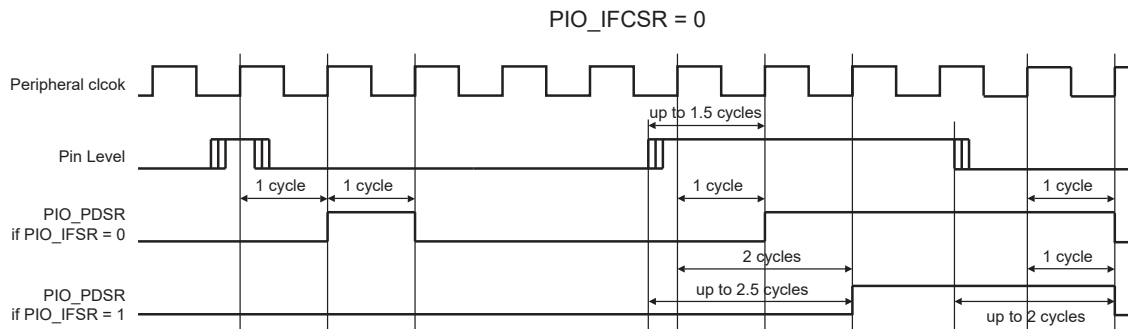 PIO_IFCSR = 0
Peripheral clcok
up to 1.5 cycles
Pin Level
1 cycle
1 cycle
1 cycle
1 cycle
PIO_PDSR
if PIO_IFSR = 0
2 cycles
1 cycle
PIO_PDSR
if PIO_IFSR = 1
up to 2.5 cycles
up to 2 cycles